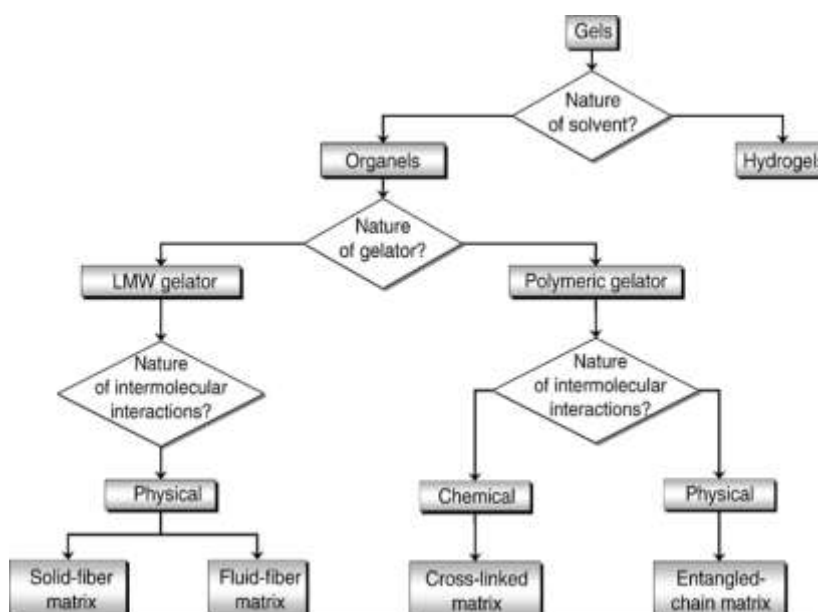 Gels
Nature
of solvent?
Organels
Hydrogels
Nature
of gelator?
LMW gelator
Polymeric gelator
Nature
of intermolecular
interactions?
Nature
of intermolecular
interactions?
Physical
Chemical
Physical
Solid-fiber
matrix
Fluid-fiber
matrix
Cross-linked
matrix
Entangled-
chain matrix